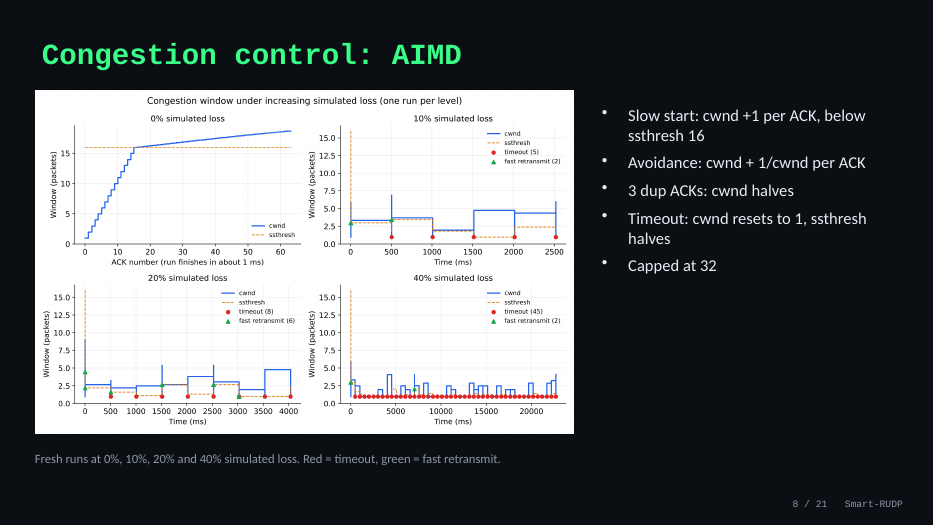 Congestion control: AIMD
Congestion window under increasing simulated loss (one run per level)
0% simulated loss
Window (packets)
15
10
5
0
cwnd
ssthresh
0 10 20 30 40 50 60
ACK number (run finishes in about 1 ms)
10% simulated loss
Window (packets)
15.0
12.5
10.0
7.5
5.0
2.5
0.0
cwnd
ssthresh
timeout (5)
fast retransmit (2)
0 500 1000 1500 2000 2500
Time (ms)
20% simulated loss
Window (packets)
15.0
12.5
10.0
7.5
5.0
2.5
0.0
cwnd
ssthresh
timeout (8)
fast retransmit (6)
0 500 1000 1500 2000 2500 3000 3500 4000
Time (ms)
40% simulated loss
Window (packets)
15.0
12.5
10.0
7.5
5.0
2.5
0.0
cwnd
ssthresh
timeout (45)
fast retransmit (2)
0 5000 10000 15000 20000
Time (ms)
• Slow start: cwnd +1 per ACK, below
ssthresh 16
• Avoidance: cwnd + 1/cwnd per ACK
• 3 dup ACKs: cwnd halves
• Timeout: cwnd resets to 1, ssthresh
halves
• Capped at 32
Fresh runs at 0%, 10%, 20% and 40% simulated loss. Red = timeout, green = fast retransmit.
8 / 21 Smart-RUDP